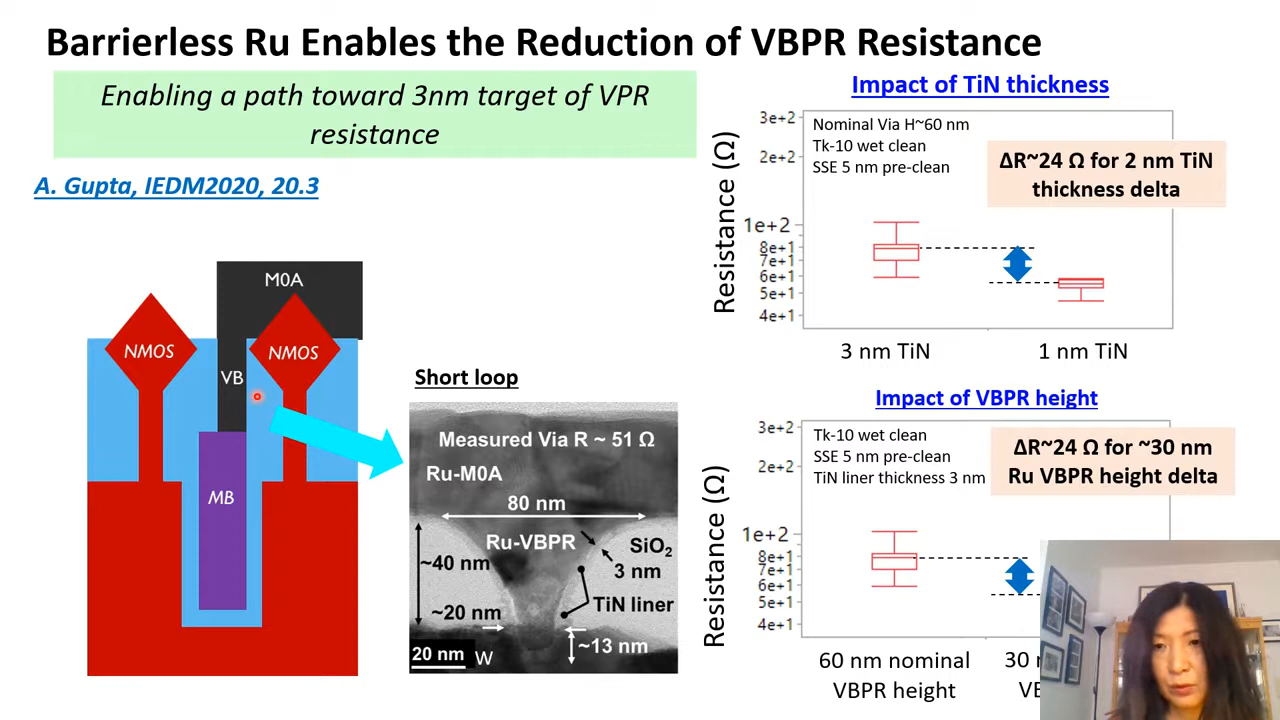 Barrierless Ru Enables the Reduction of VBPR Resistance
Enabling a path toward 3nm target of VPR
resistance
A. Gupta, IEDM2020, 20.3
M0A
NMOS
NMOS
VB
MB
Short loop
Measured Via R ~ 51 Ω
Ru-M0A
80 nm
Ru-VBPR
SiO₂
~40 nm
3 nm
TiN liner
~20 nm
~13 nm
20 nm
W
Impact of TiN thickness
Resistance (Ω)
3e+2
2e+2
1e+2
8e+1
7e+1
6e+1
5e+1
4e+1
Nominal Via H~60 nm
Tk-10 wet clean
SSE 5 nm pre-clean
ΔR~24 Ω for 2 nm TiN
thickness delta
3 nm TiN
1 nm TiN
Impact of VBPR height
Resistance (Ω)
3e+2
2e+2
1e+2
8e+1
7e+1
6e+1
5e+1
4e+1
Tk-10 wet clean
SSE 5 nm pre-clean
TiN liner thickness 3 nm
ΔR~24 Ω for ~30 nm
Ru VBPR height delta
60 nm nominal
VBPR height
30